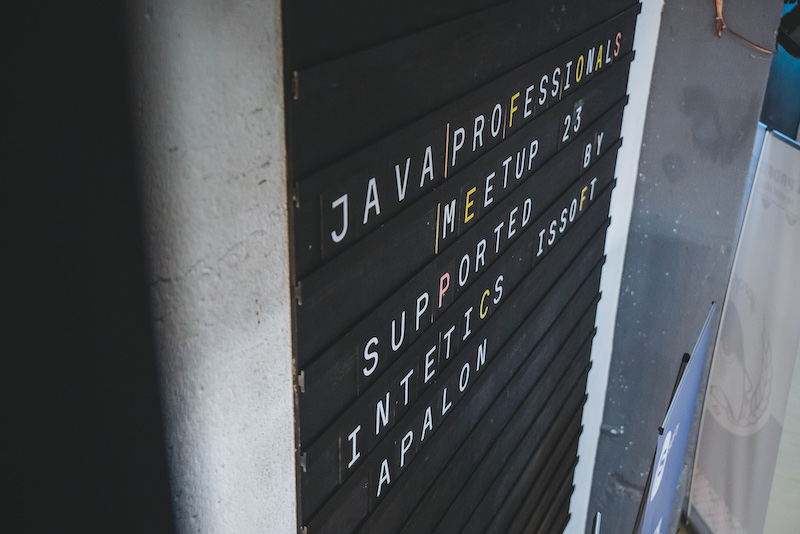 JAVA PROFESSIONALS
MEETUP 23
SUPPORTED BY
INTETICS ISSOFT
APALON